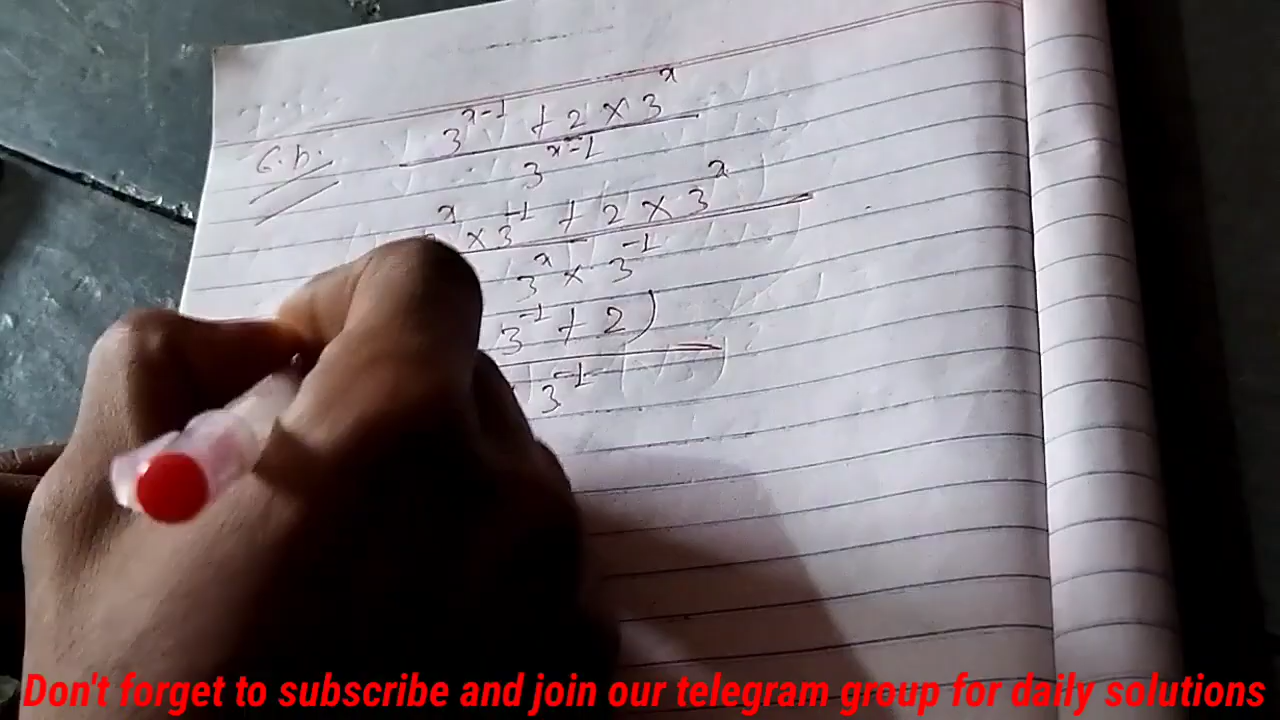 6.b. 3^{x-1} + 2 × 3^x
3^{x-1}
^x × 3^{-1} + 2 × 3^x
3^x × 3^{-1}
3^{-1} + 2)
3^{-1}
Don't forget to subscribe and join our telegram group for daily solutions